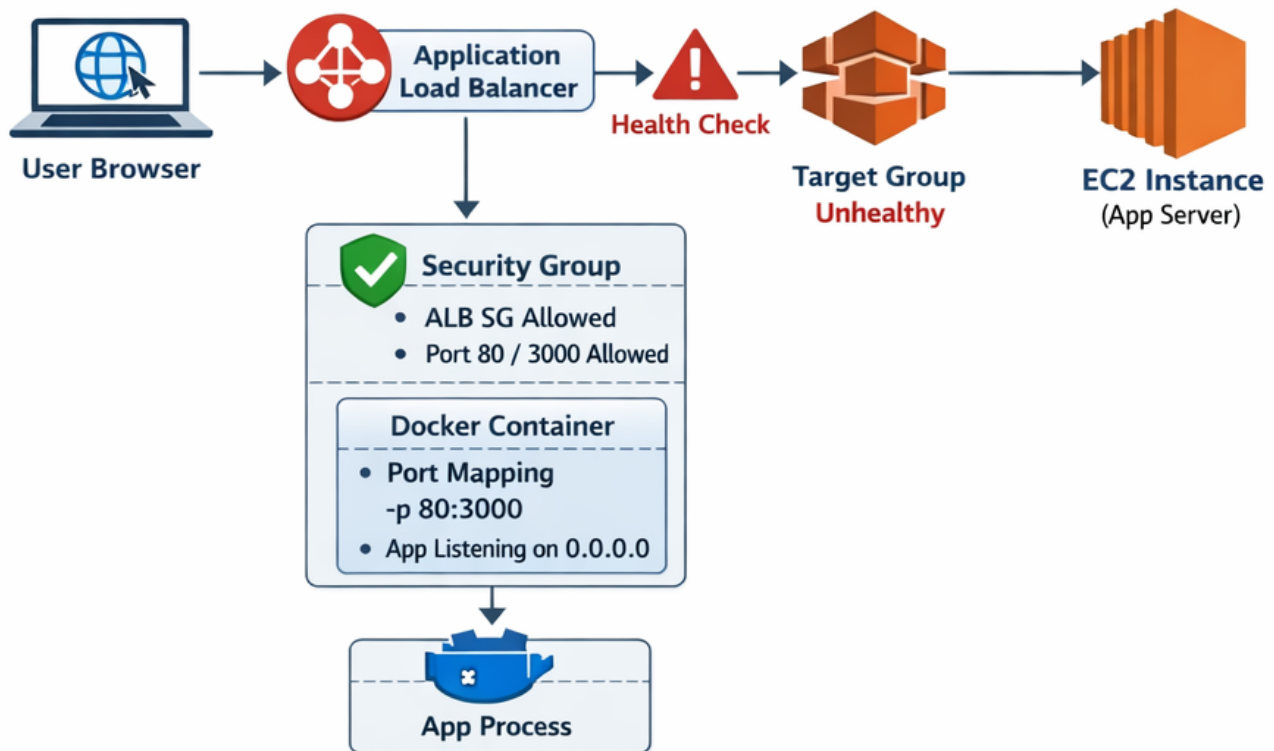 Application
Load Balancer
User Browser
Health Check
Target Group
Unhealthy
EC2 Instance
(App Server)
Security Group
• ALB SG Allowed
• Port 80 / 3000 Allowed
Docker Container
• Port Mapping
-p 80:3000
• App Listening on 0.0.0.0
App Process